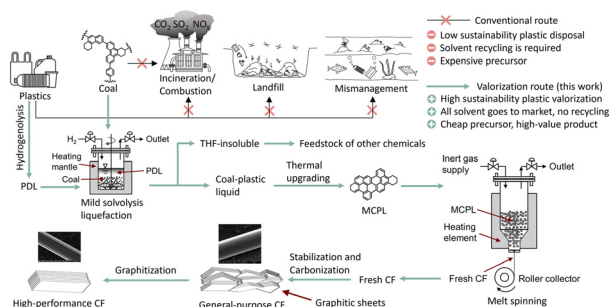 CO₂ SO₂ NOₓ
Conventional route
Low sustainability plastic disposal
Solvent recycling is required
Expensive precursor
Plastics
Coal
Incineration/
Combustion
Landfill
Mismanagement
Valorization route (this work)
High sustainability plastic valorization
All solvent goes to market, no recycling
Cheap precursor, high-value product
Hydrogenolysis
H₂
Outlet
Heating
mantle
PDL
Coal
PDL
Mild solvolysis
liquefaction
THF-insoluble
Feedstock of other chemicals
Coal-plastic
liquid
Thermal
upgrading
MCPL
Inert gas
supply
Outlet
MCPL
Heating
element
Fresh CF
Roller collector
Melt spinning
Fresh CF
Stabilization and
Carbonization
Graphitic sheets
General-purpose CF
Graphitization
High-performance CF